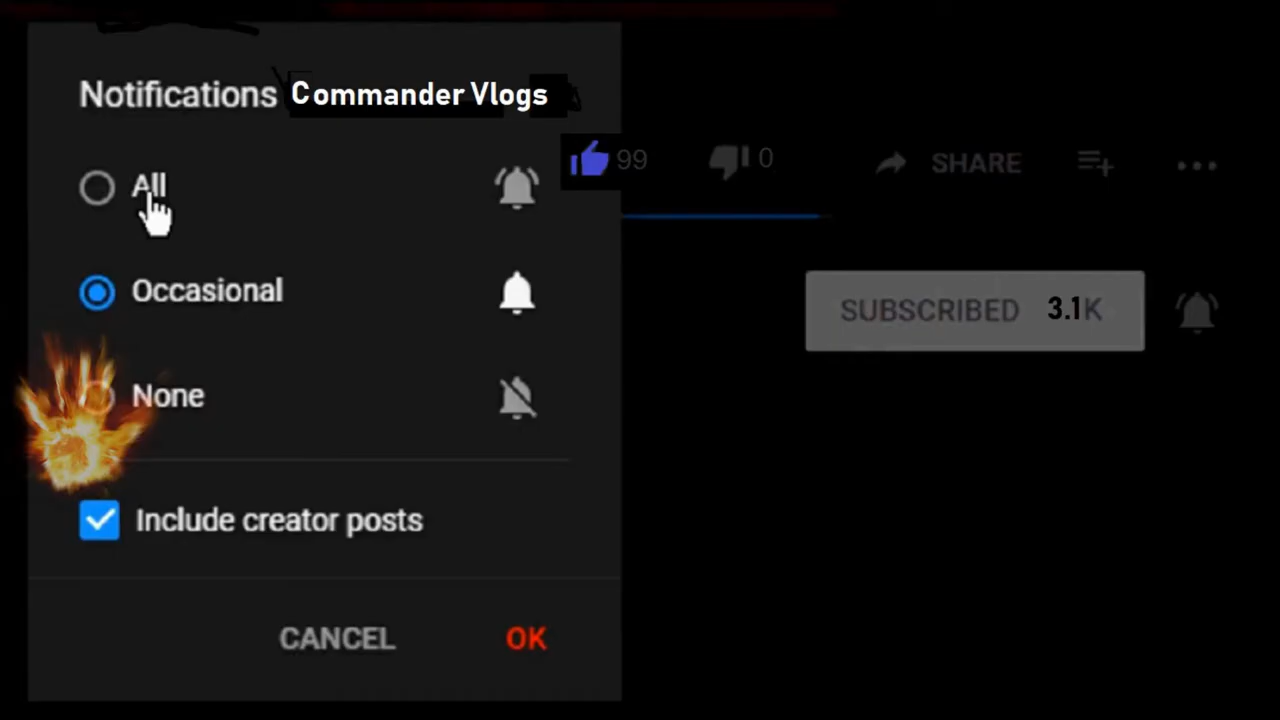 Notifications Commander Vlogs
All
Occasional
None
Include creator posts
CANCEL OK
99 0 SHARE
SUBSCRIBED 3.1K